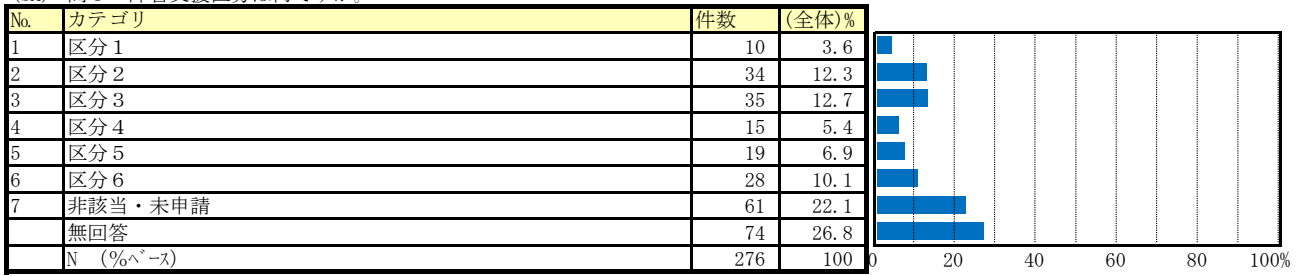 No. カテゴリ 件数 (全体)%
1 区分１ 10 3.6
2 区分２ 34 12.3
3 区分３ 35 12.7
4 区分４ 15 5.4
5 区分５ 19 6.9
6 区分６ 28 10.1
7 非該当・未申請 61 22.1
無回答 74 26.8
N (%ﾍﾞｰｽ) 276 100
0 20 40 60 80 100%